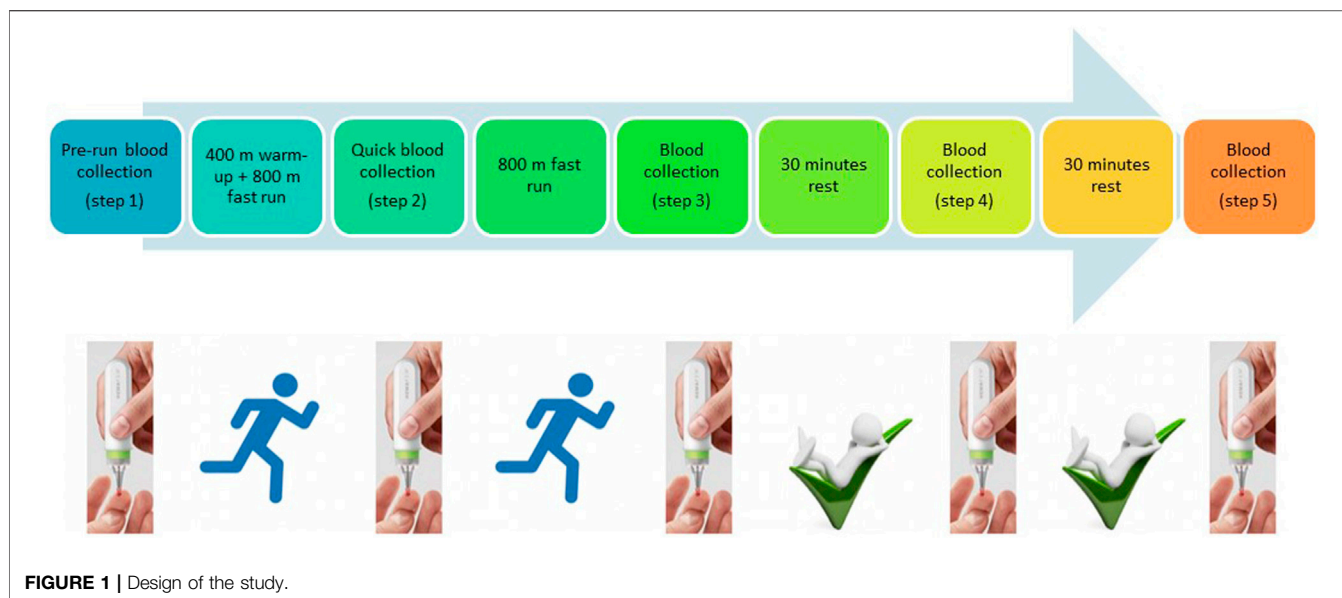 Pre-run blood
collection
(step 1)
400 m warm-
up + 800 m
fast run
Quick blood
collection
(step 2)
800 m fast
run
Blood
collection
(step 3)
30 minutes
rest
Blood
collection
(step 4)
30 minutes
rest
Blood
collection
(step 5)
FIGURE 1 | Design of the study.